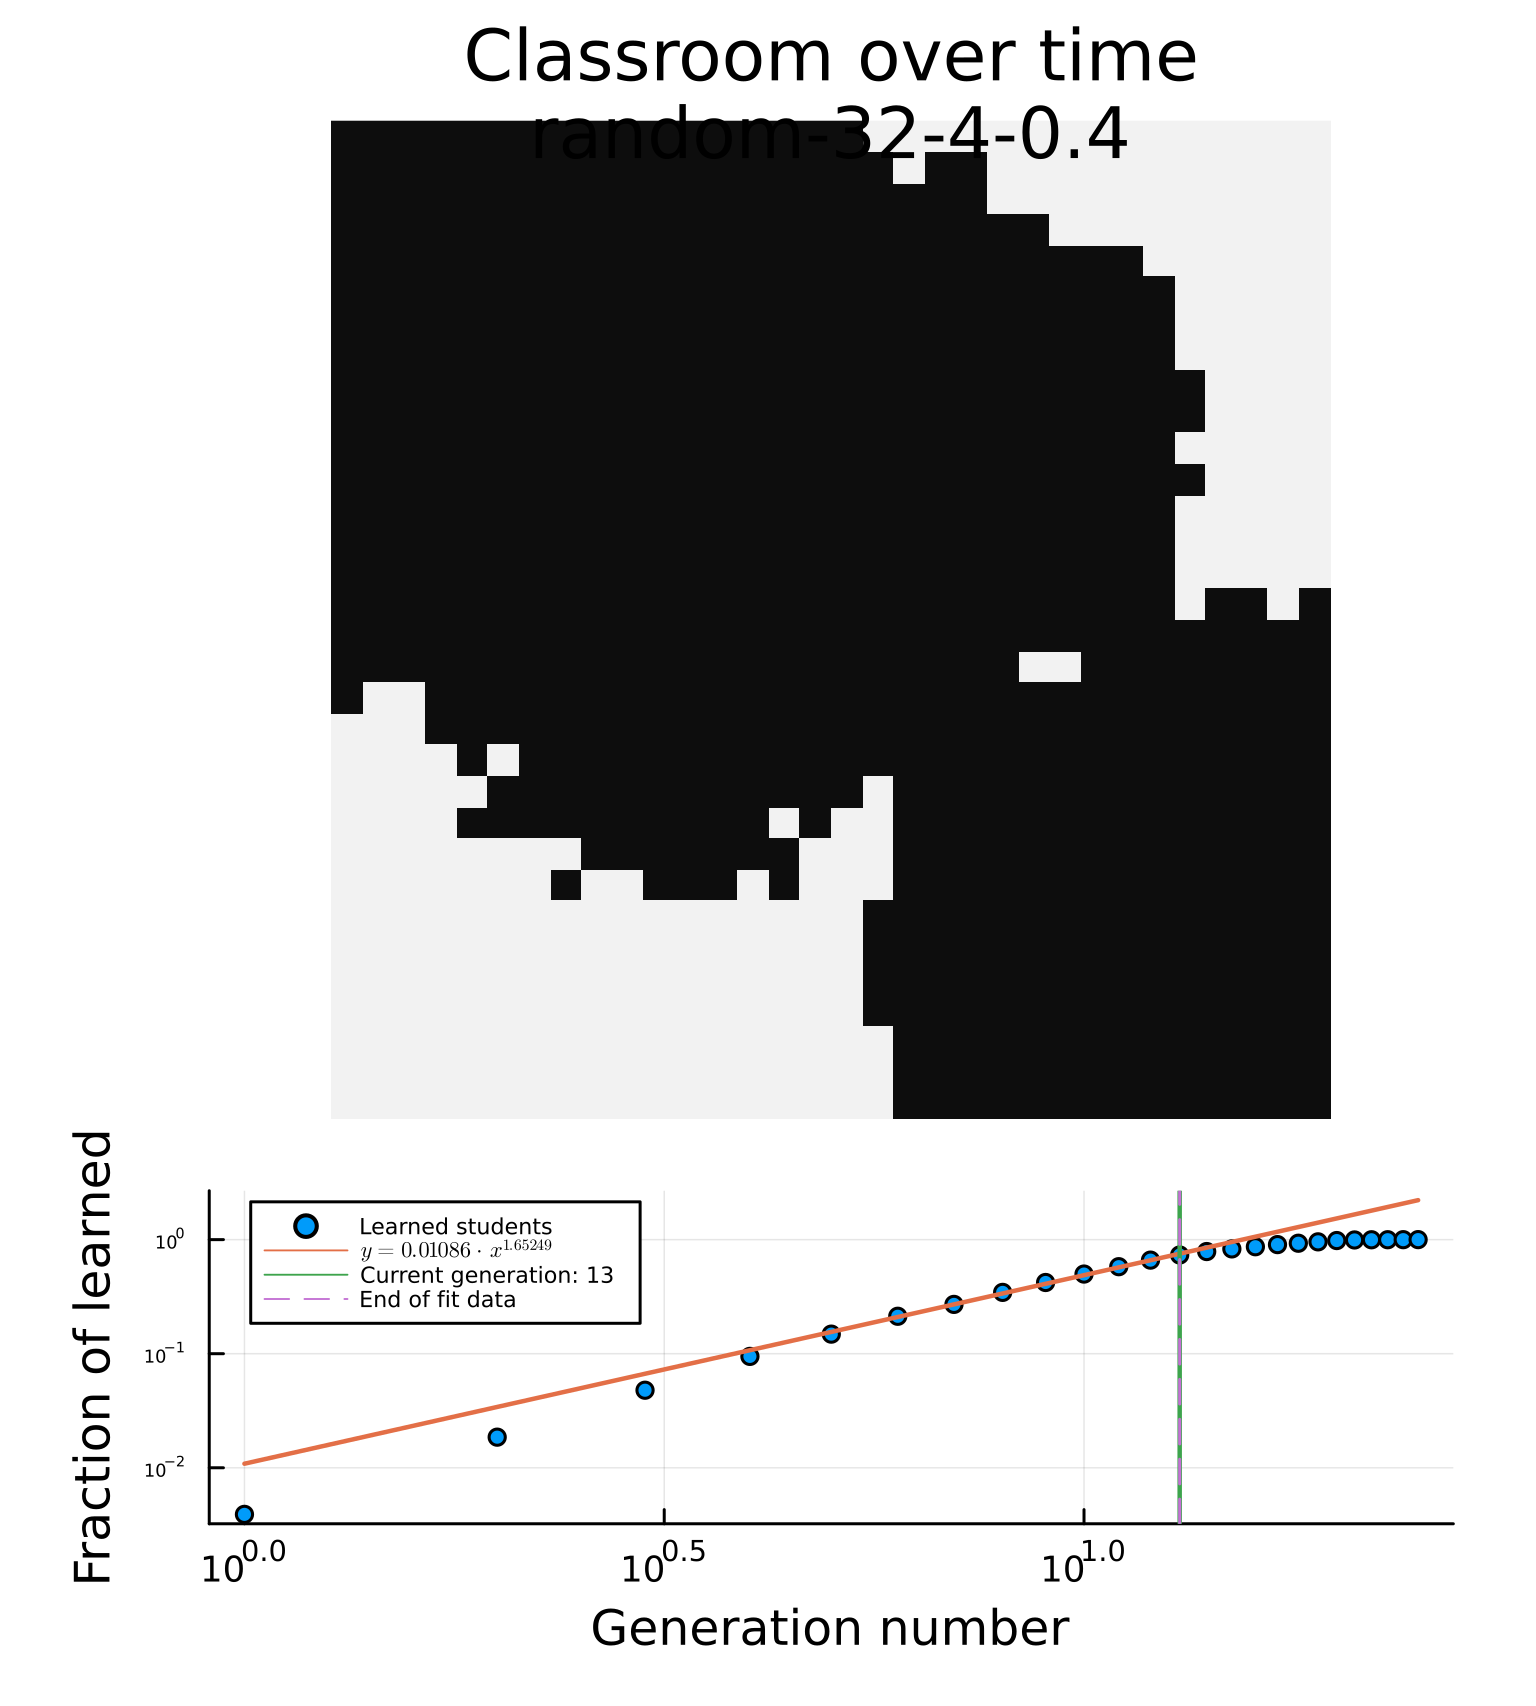 Classroom over time
random-32-4-0.4
Fraction of learned
10⁰
10⁻¹
10⁻²
Learned students
y = 0.01086 · x^1.65249
Current generation: 13
End of fit data
10^0.0
10^0.5
10^1.0
Generation number